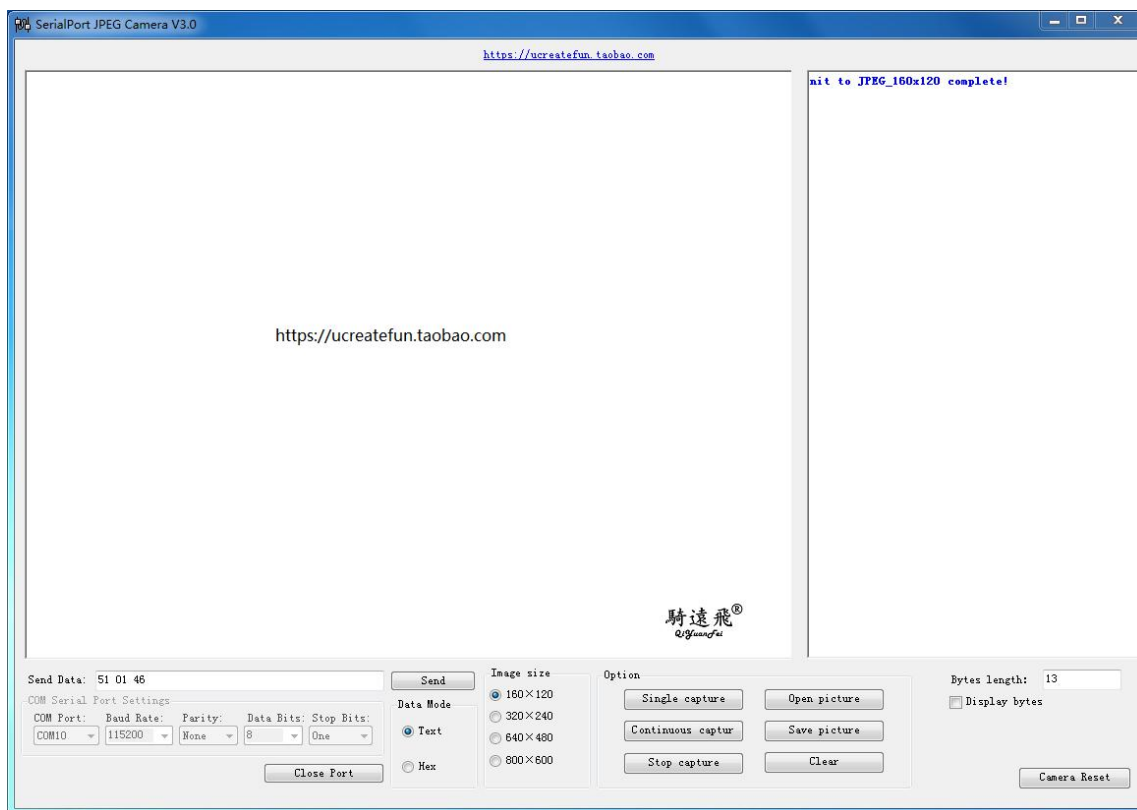 SerialPort JPEG Camera V3.0
https://ucreatefun.taobao.com
nit to JPEG_160x120 complete!
https://ucreatefun.taobao.com
騎遠飛®
QiYuanFei
Send Data: 51 01 46 Send
COM Serial Port Settings
COM Port: Baud Rate: Parity: Data Bits: Stop Bits:
COM10 115200 None 8 One
Close Port
Data Mode
Text
Hex
Image size
160×120
320×240
640×480
800×600
Option
Single capture Open picture
Continuous captur Save picture
Stop capture Clear
Bytes length: 13
Display bytes
Camera Reset